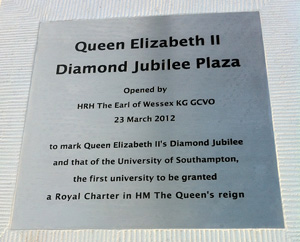 Queen Elizabeth II
Diamond Jubilee Plaza
Opened by
HRH The Earl of Wessex KG GCVO
23 March 2012
to mark Queen Elizabeth II's Diamond Jubilee
and that of the University of Southampton,
the first university to be granted
a Royal Charter in HM The Queen's reign